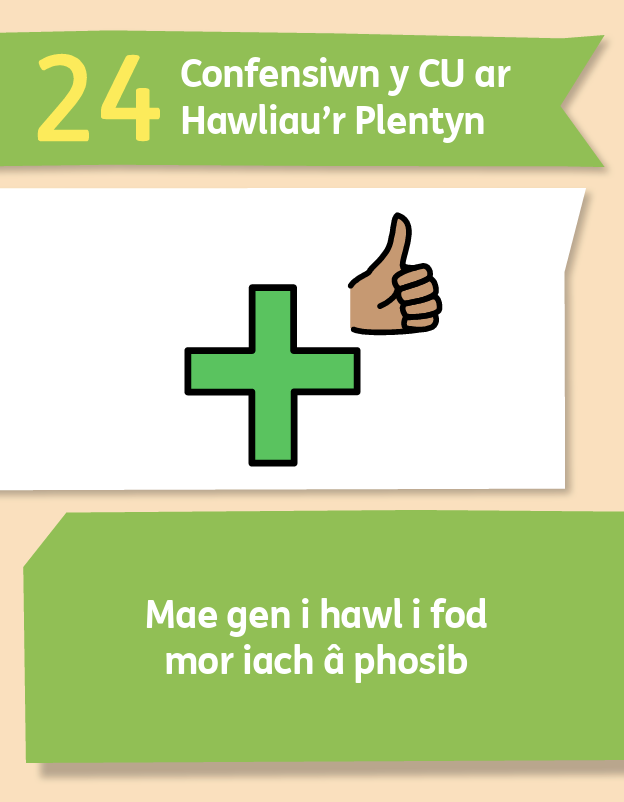 24
Confensiwn y CU ar
Hawliau’r Plentyn
Mae gen i hawl i fod
mor iach â phosib